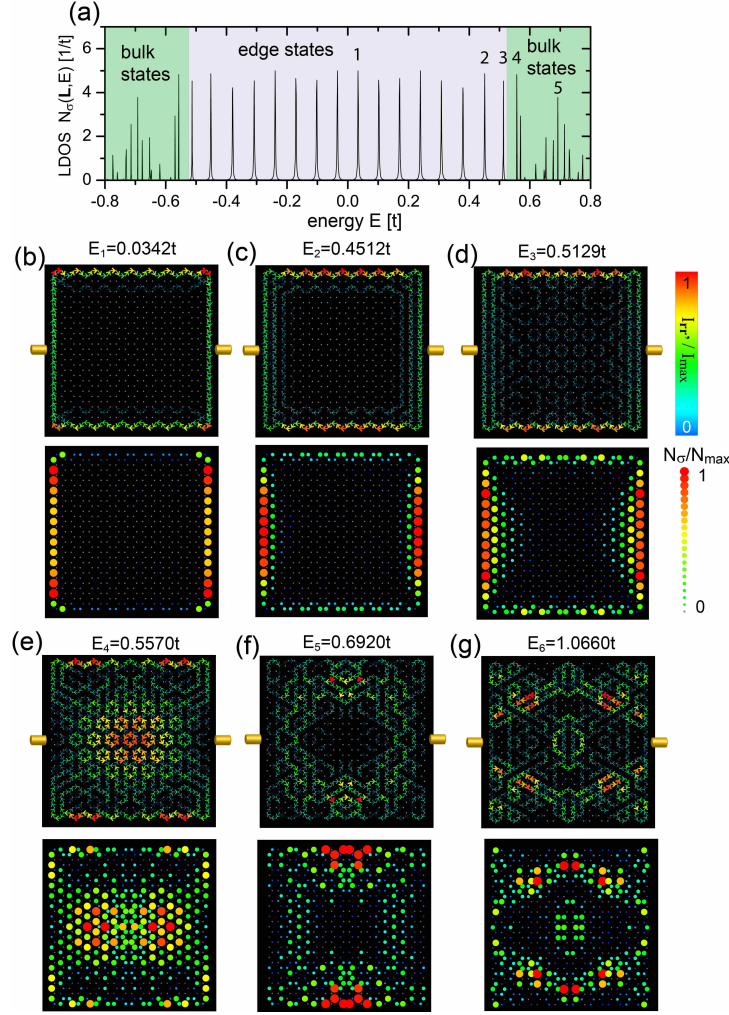 (a)
LDOS N_σ(L,E) [1/t]
6
4
2
0
bulk states
edge states
bulk states
1
2
3
4
5
-0.8 -0.6 -0.4 -0.2 0.0 0.2 0.4 0.6 0.8
energy E [t]
(b) E₁=0.0342t
(c) E₂=0.4512t
(d) E₃=0.5129t
1
I_rr'/I_max
0
N_σ/N_max
1
0
(e) E₄=0.5570t
(f) E₅=0.6920t
(g) E₆=1.0660t